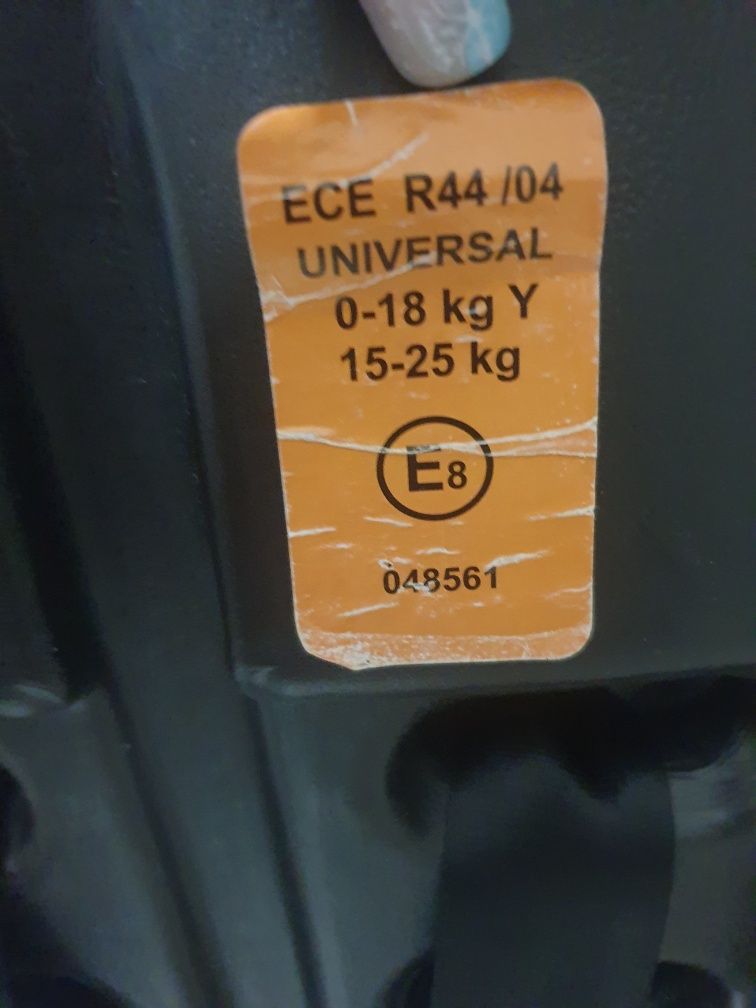 ECE R44 /04
UNIVERSAL
0-18 kg Y
15-25 kg
E8
048561